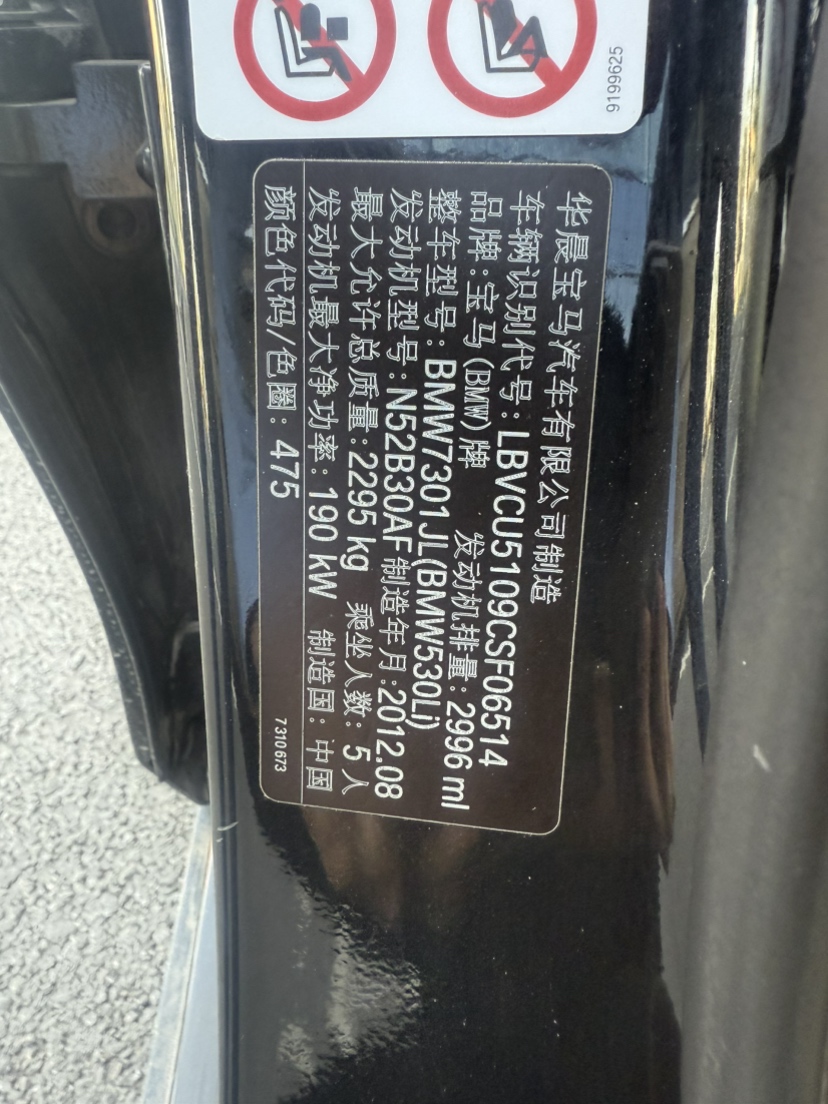 9199625
华晨宝马汽车有限公司制造
车辆识别代号: LBVCU5109CSF06514
品牌: 宝马(BMW)牌 发动机排量: 2996 ml
整车型号: BMW7301JL(BMW530Li)
发动机型号: N52B30AF 制造年月: 2012.08
最大允许总质量: 2295 kg 乘坐人数: 5人
发动机最大净功率: 190 kW 制造国: 中国
颜色代码/色圈: 475
7310673